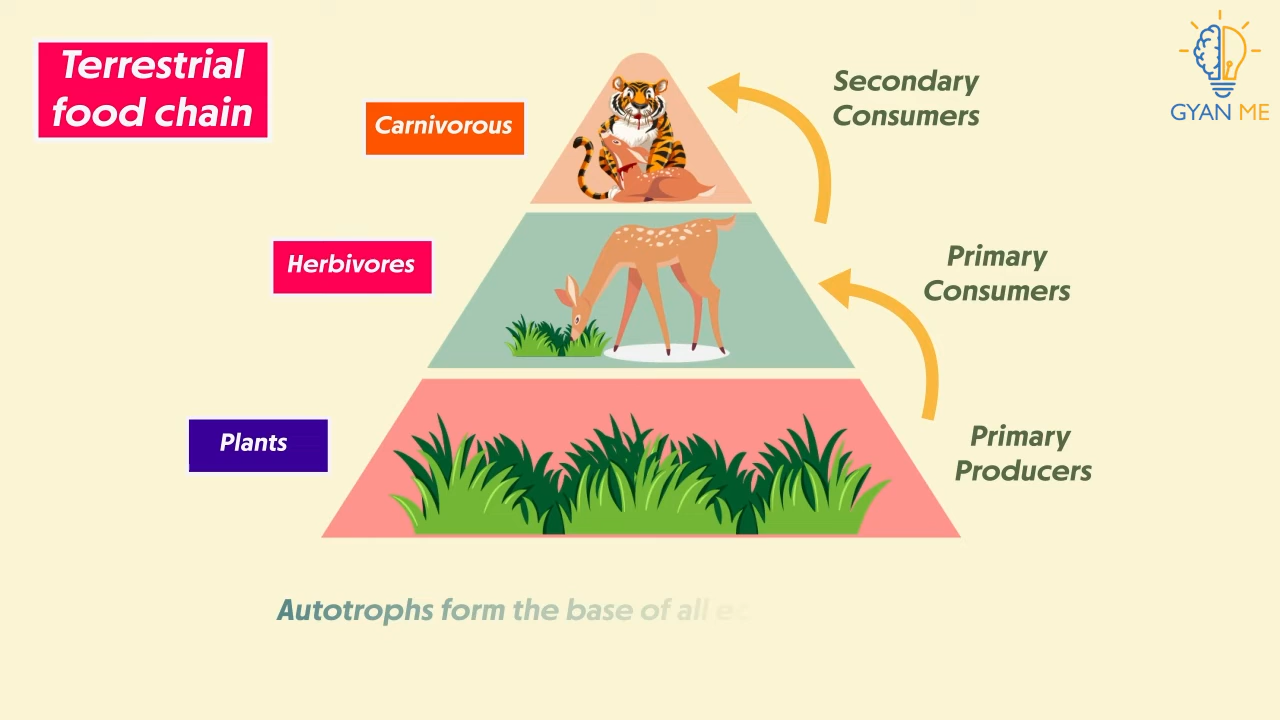 Terrestrial
food chain
GYAN ME
Carnivorous
Secondary
Consumers
Herbivores
Primary
Consumers
Plants
Primary
Producers
Autotrophs form the base of all